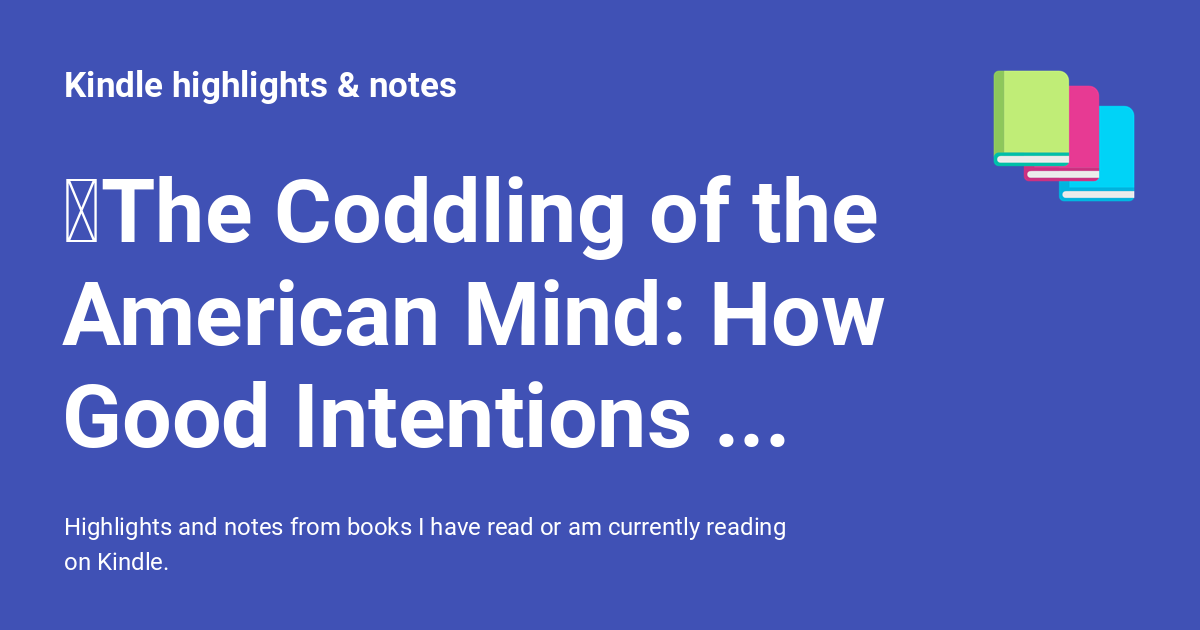 Kindle highlights & notes
The Coddling of the
American Mind: How
Good Intentions ...
Highlights and notes from books I have read or am currently reading
on Kindle.